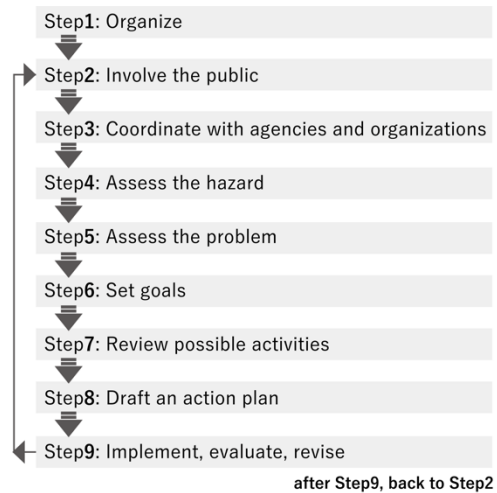 Step1: Organize
Step2: Involve the public
Step3: Coordinate with agencies and organizations
Step4: Assess the hazard
Step5: Assess the problem
Step6: Set goals
Step7: Review possible activities
Step8: Draft an action plan
Step9: Implement, evaluate, revise
after Step9, back to Step2